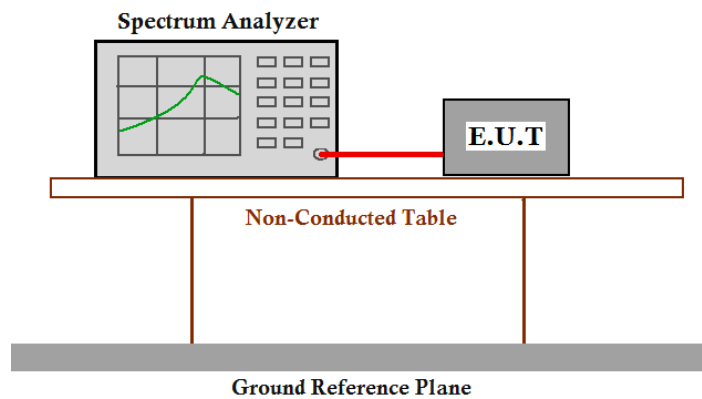 Spectrum Analyzer
E.U.T
Non-Conducted Table
Ground Reference Plane